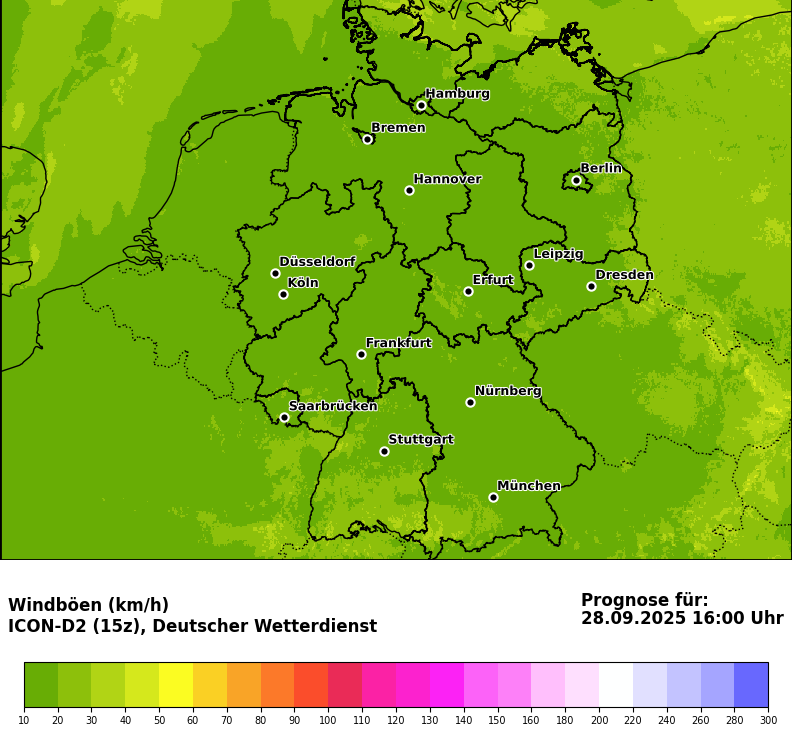 Hamburg
Bremen
Berlin
Hannover
Leipzig
Düsseldorf
Dresden
Köln
Erfurt
Frankfurt
Nürnberg
Saarbrücken
Stuttgart
München
Windböen (km/h)
ICON-D2 (15z), Deutscher Wetterdienst
Prognose für:
28.09.2025 16:00 Uhr
10 20 30 40 50 60 70 80 90 100 110 120 130 140 150 160 180 200 220 240 260 280 300